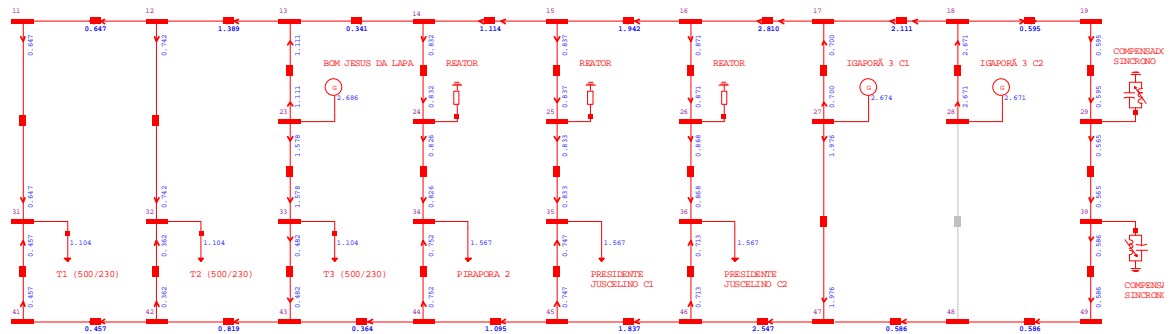 11 12 13 14 15 16 17 18 19
0.647 1.389 0.341 1.114 1.942 2.810 2.111 0.595
0.647 0.742 1.111 0.832 0.837 0.871 0.700 2.671 0.595
BOM JESUS DA LAPA REATOR REATOR REATOR IGAPORÃ 3 C1 IGAPORÃ 3 C2 COMPENSADO
SINCRONO
G G G
2.686 2.674 2.671
1.111 0.832 0.837 0.871 0.700 2.671 0.595
23 24 25 26 27 28 29
1.578 0.826 0.833 0.868 1.976 0.565
0.647 0.742 1.578 0.826 0.833 0.868 0.565
31 32 33 34 35 36 39
1.104 1.104 1.104 1.567 1.567 1.567
0.457 0.362 0.482 0.752 0.747 0.713 0.586
T1 (500/230) T2 (500/230) T3 (500/230) PIRAPORA 2 PRESIDENTE PRESIDENTE
JUSCELINO C1 JUSCELINO C2
COMPENSA
SINCRONO
0.457 0.362 0.482 0.752 0.747 0.713 1.976 0.586
41 42 43 44 45 46 47 48 49
0.457 0.819 0.364 1.095 1.837 2.547 0.586 0.586